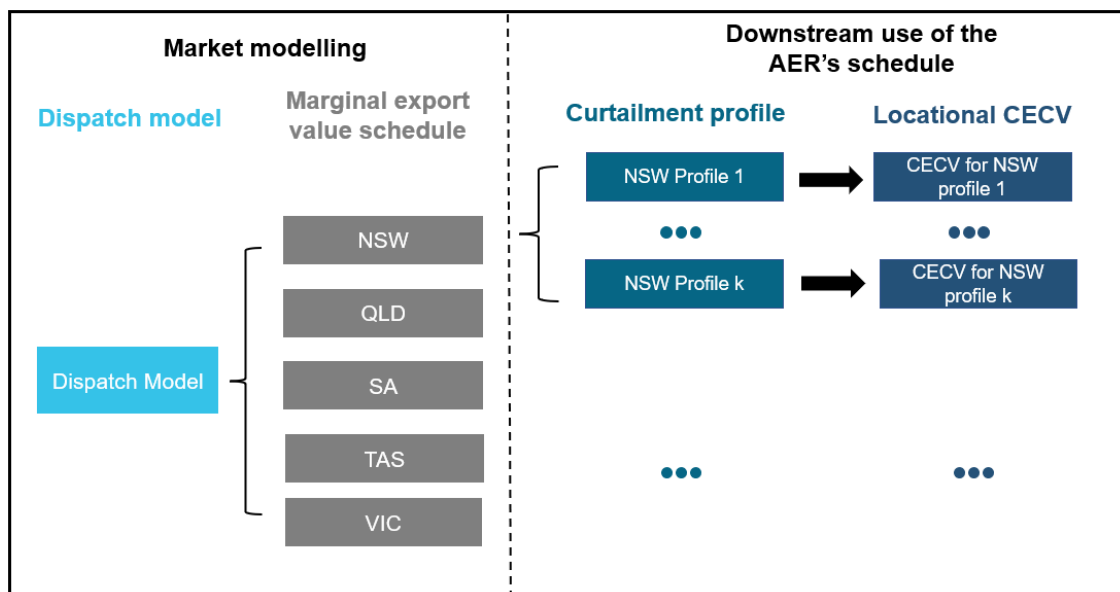 Market modelling
Downstream use of the
AER's schedule
Dispatch model
Marginal export
value schedule
Curtailment profile
Locational CECV
NSW Profile 1
CECV for NSW
profile 1
NSW
NSW Profile k
CECV for NSW
profile k
QLD
Dispatch Model
SA
TAS
VIC